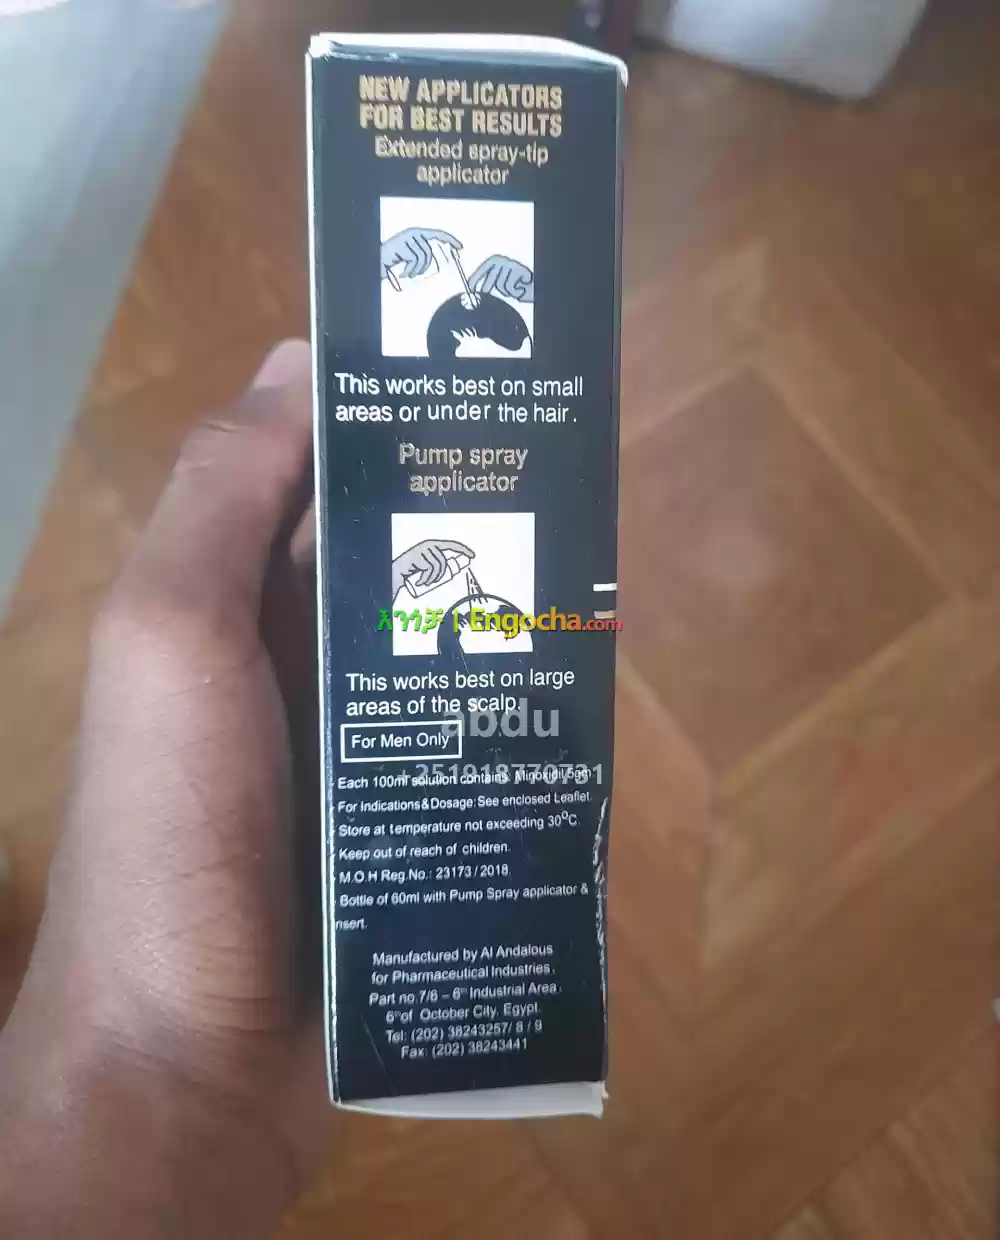 NEW APPLICATORS
FOR BEST RESULTS
Extended spray-tip
applicator
This works best on small
areas or under the hair.
Pump spray
applicator
እንጎቻ | Engocha.com
This works best on large
areas of the scalp.
abdu
For Men Only
+251918770731
Each 100ml solution contains: Minoxidil 5gm
For Indications&Dosage:See enclosed Leaflet.
Store at temperature not exceeding 30°C.
Keep out of reach of children.
M.O.H Reg.No.: 23173/2018.
Bottle of 60ml with Pump Spray applicator &
nsert.
Manufactured by Al Andalous
for Pharmaceutical Industries.
Part no.7/6 – 6th Industrial Area.
6th of October City. Egypt.
Tel: (202) 38243257/ 8 / 9
Fax: (202) 38243441